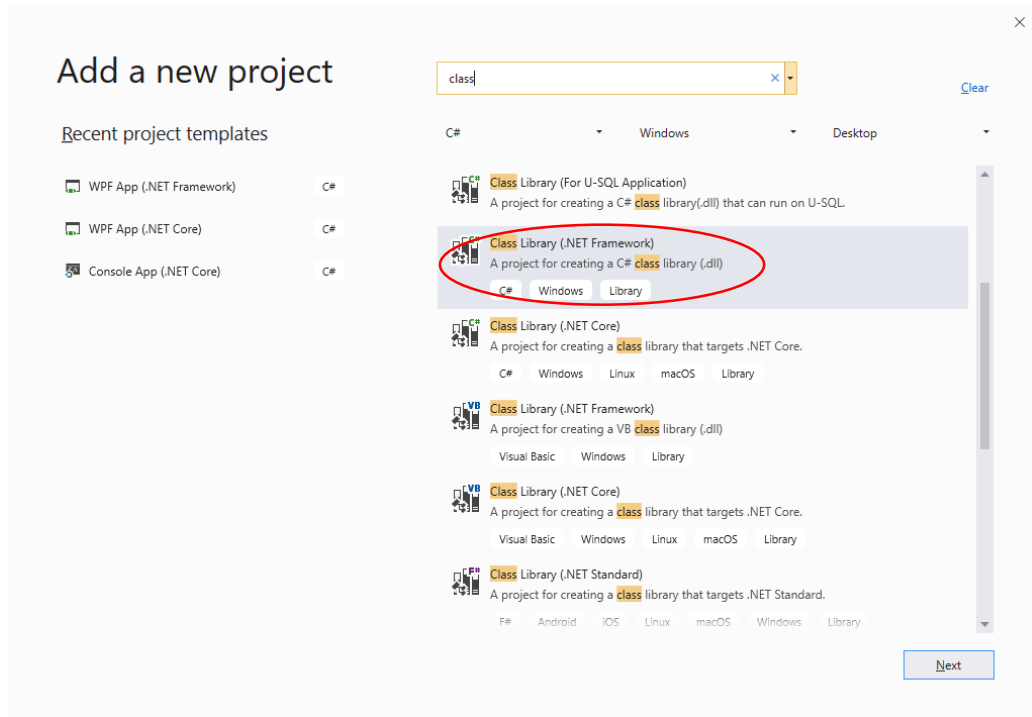 Add a new project
class
Clear
Recent project templates
C# Windows Desktop
WPF App (.NET Framework) C#
WPF App (.NET Core) C#
Console App (.NET Core) C#
C#
Class Library (For U-SQL Application)
A project for creating a C# class library(.dll) that can run on U-SQL.
C#
Class Library (.NET Framework)
A project for creating a C# class library (.dll)
C# Windows Library
C#
Class Library (.NET Core)
A project for creating a class library that targets .NET Core.
C# Windows Linux macOS Library
VB
Class Library (.NET Framework)
A project for creating a VB class library (.dll)
Visual Basic Windows Library
VB
Class Library (.NET Core)
A project for creating a class library that targets .NET Core.
Visual Basic Windows Linux macOS Library
F#
Class Library (.NET Standard)
A project for creating a class library that targets .NET Standard.
F# Android iOS Linux macOS Windows Library
Next